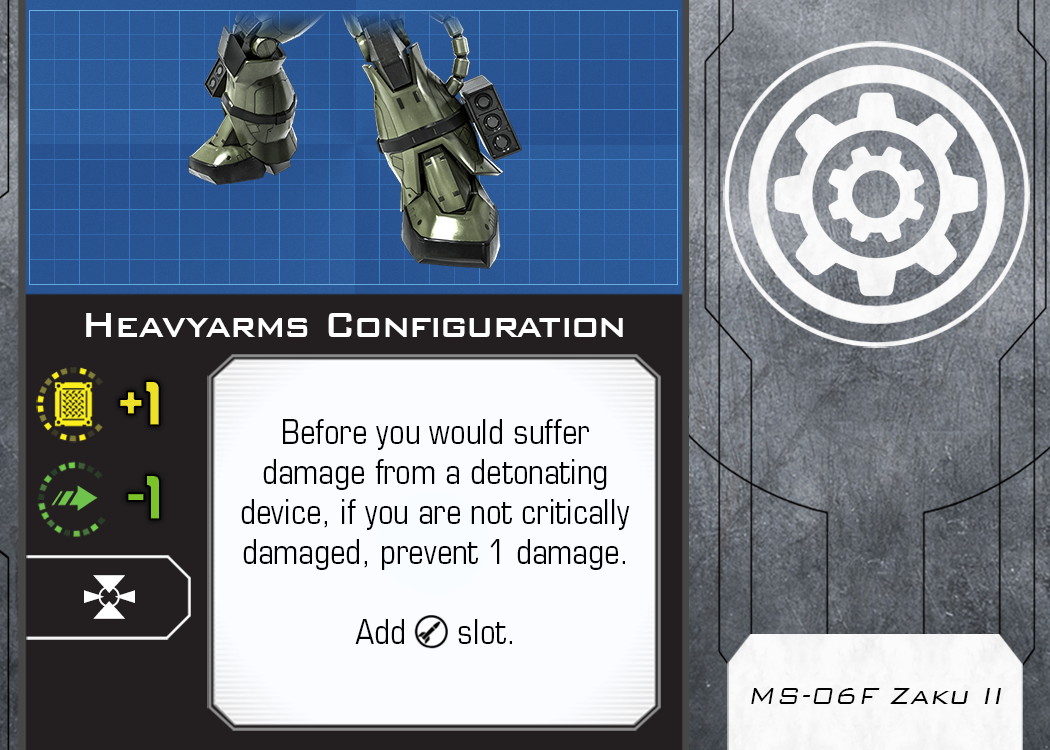 Heavyarms Configuration
+1
-1
Before you would suffer
damage from a detonating
device, if you are not critically
damaged, prevent 1 damage.
Add slot.
MS-06F Zaku II